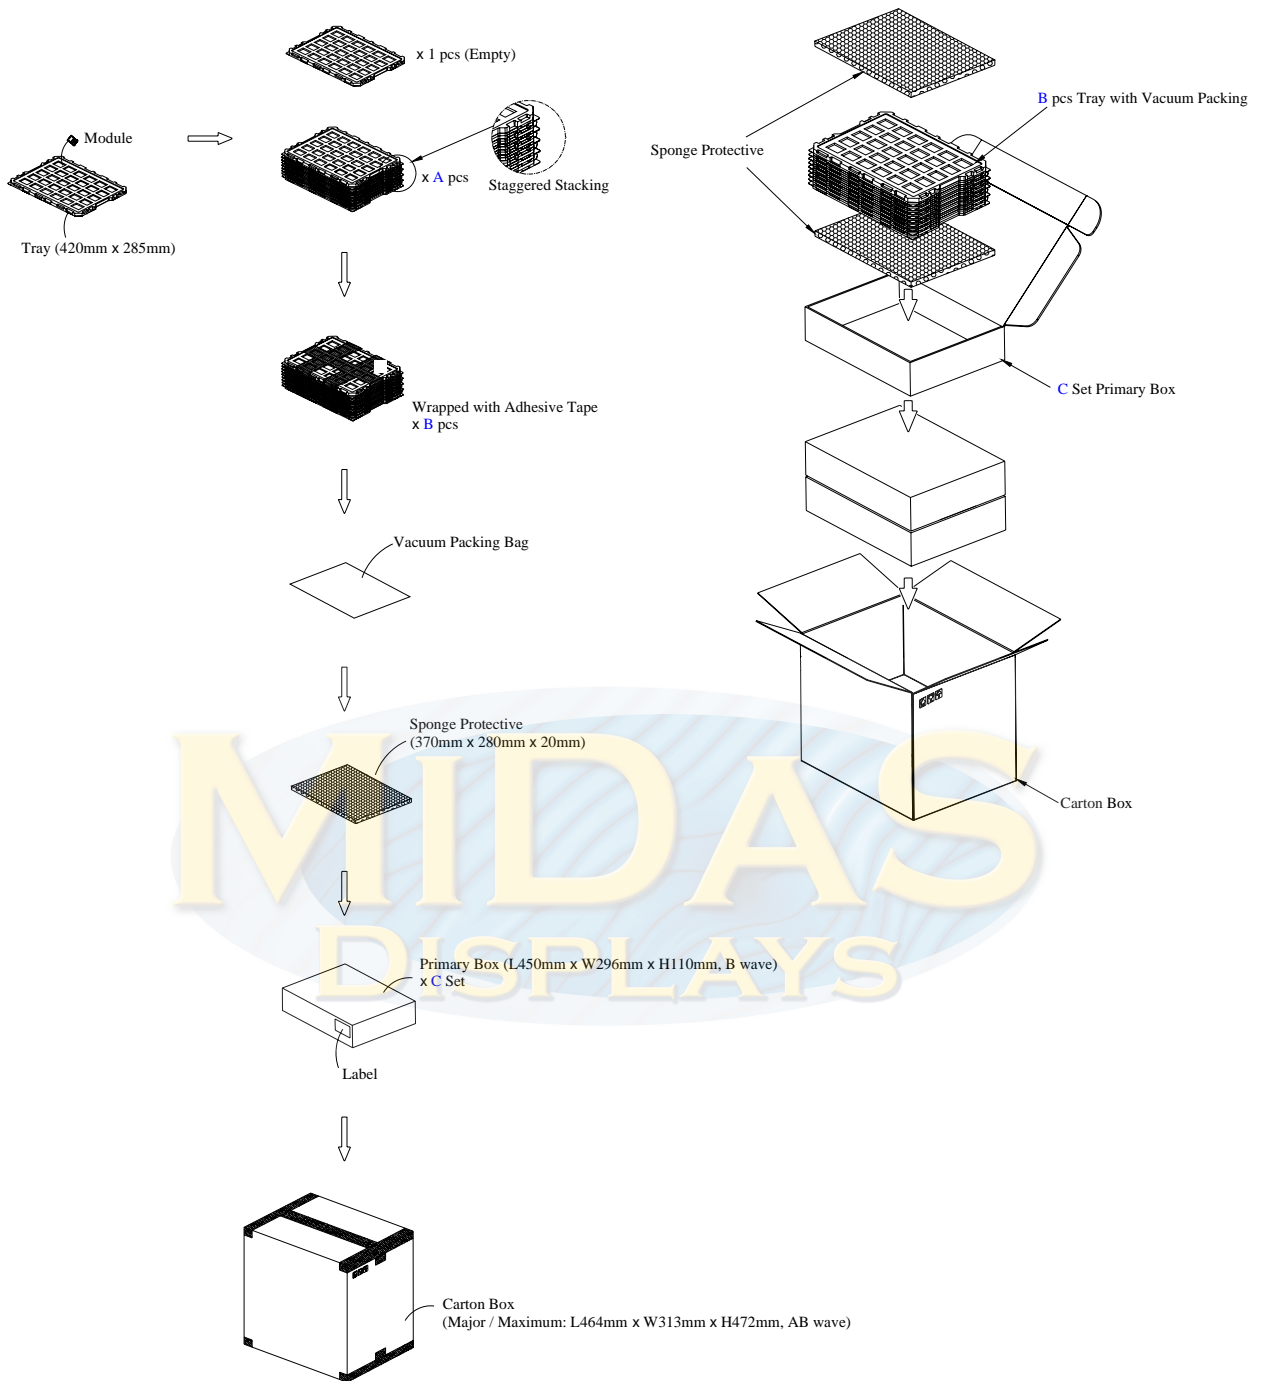 x 1 pcs (Empty)
Module
x A pcs
Staggered Stacking
Tray (420mm x 285mm)
Wrapped with Adhesive Tape
x B pcs
Vacuum Packing Bag
Sponge Protective
(370mm x 280mm x 20mm)
Primary Box (L450mm x W296mm x H110mm, B wave)
x C Set
Label
Carton Box
(Major / Maximum: L464mm x W313mm x H472mm, AB wave)
B pcs Tray with Vacuum Packing
Sponge Protective
C Set Primary Box
Carton Box
MIDAS
DISPLAYS